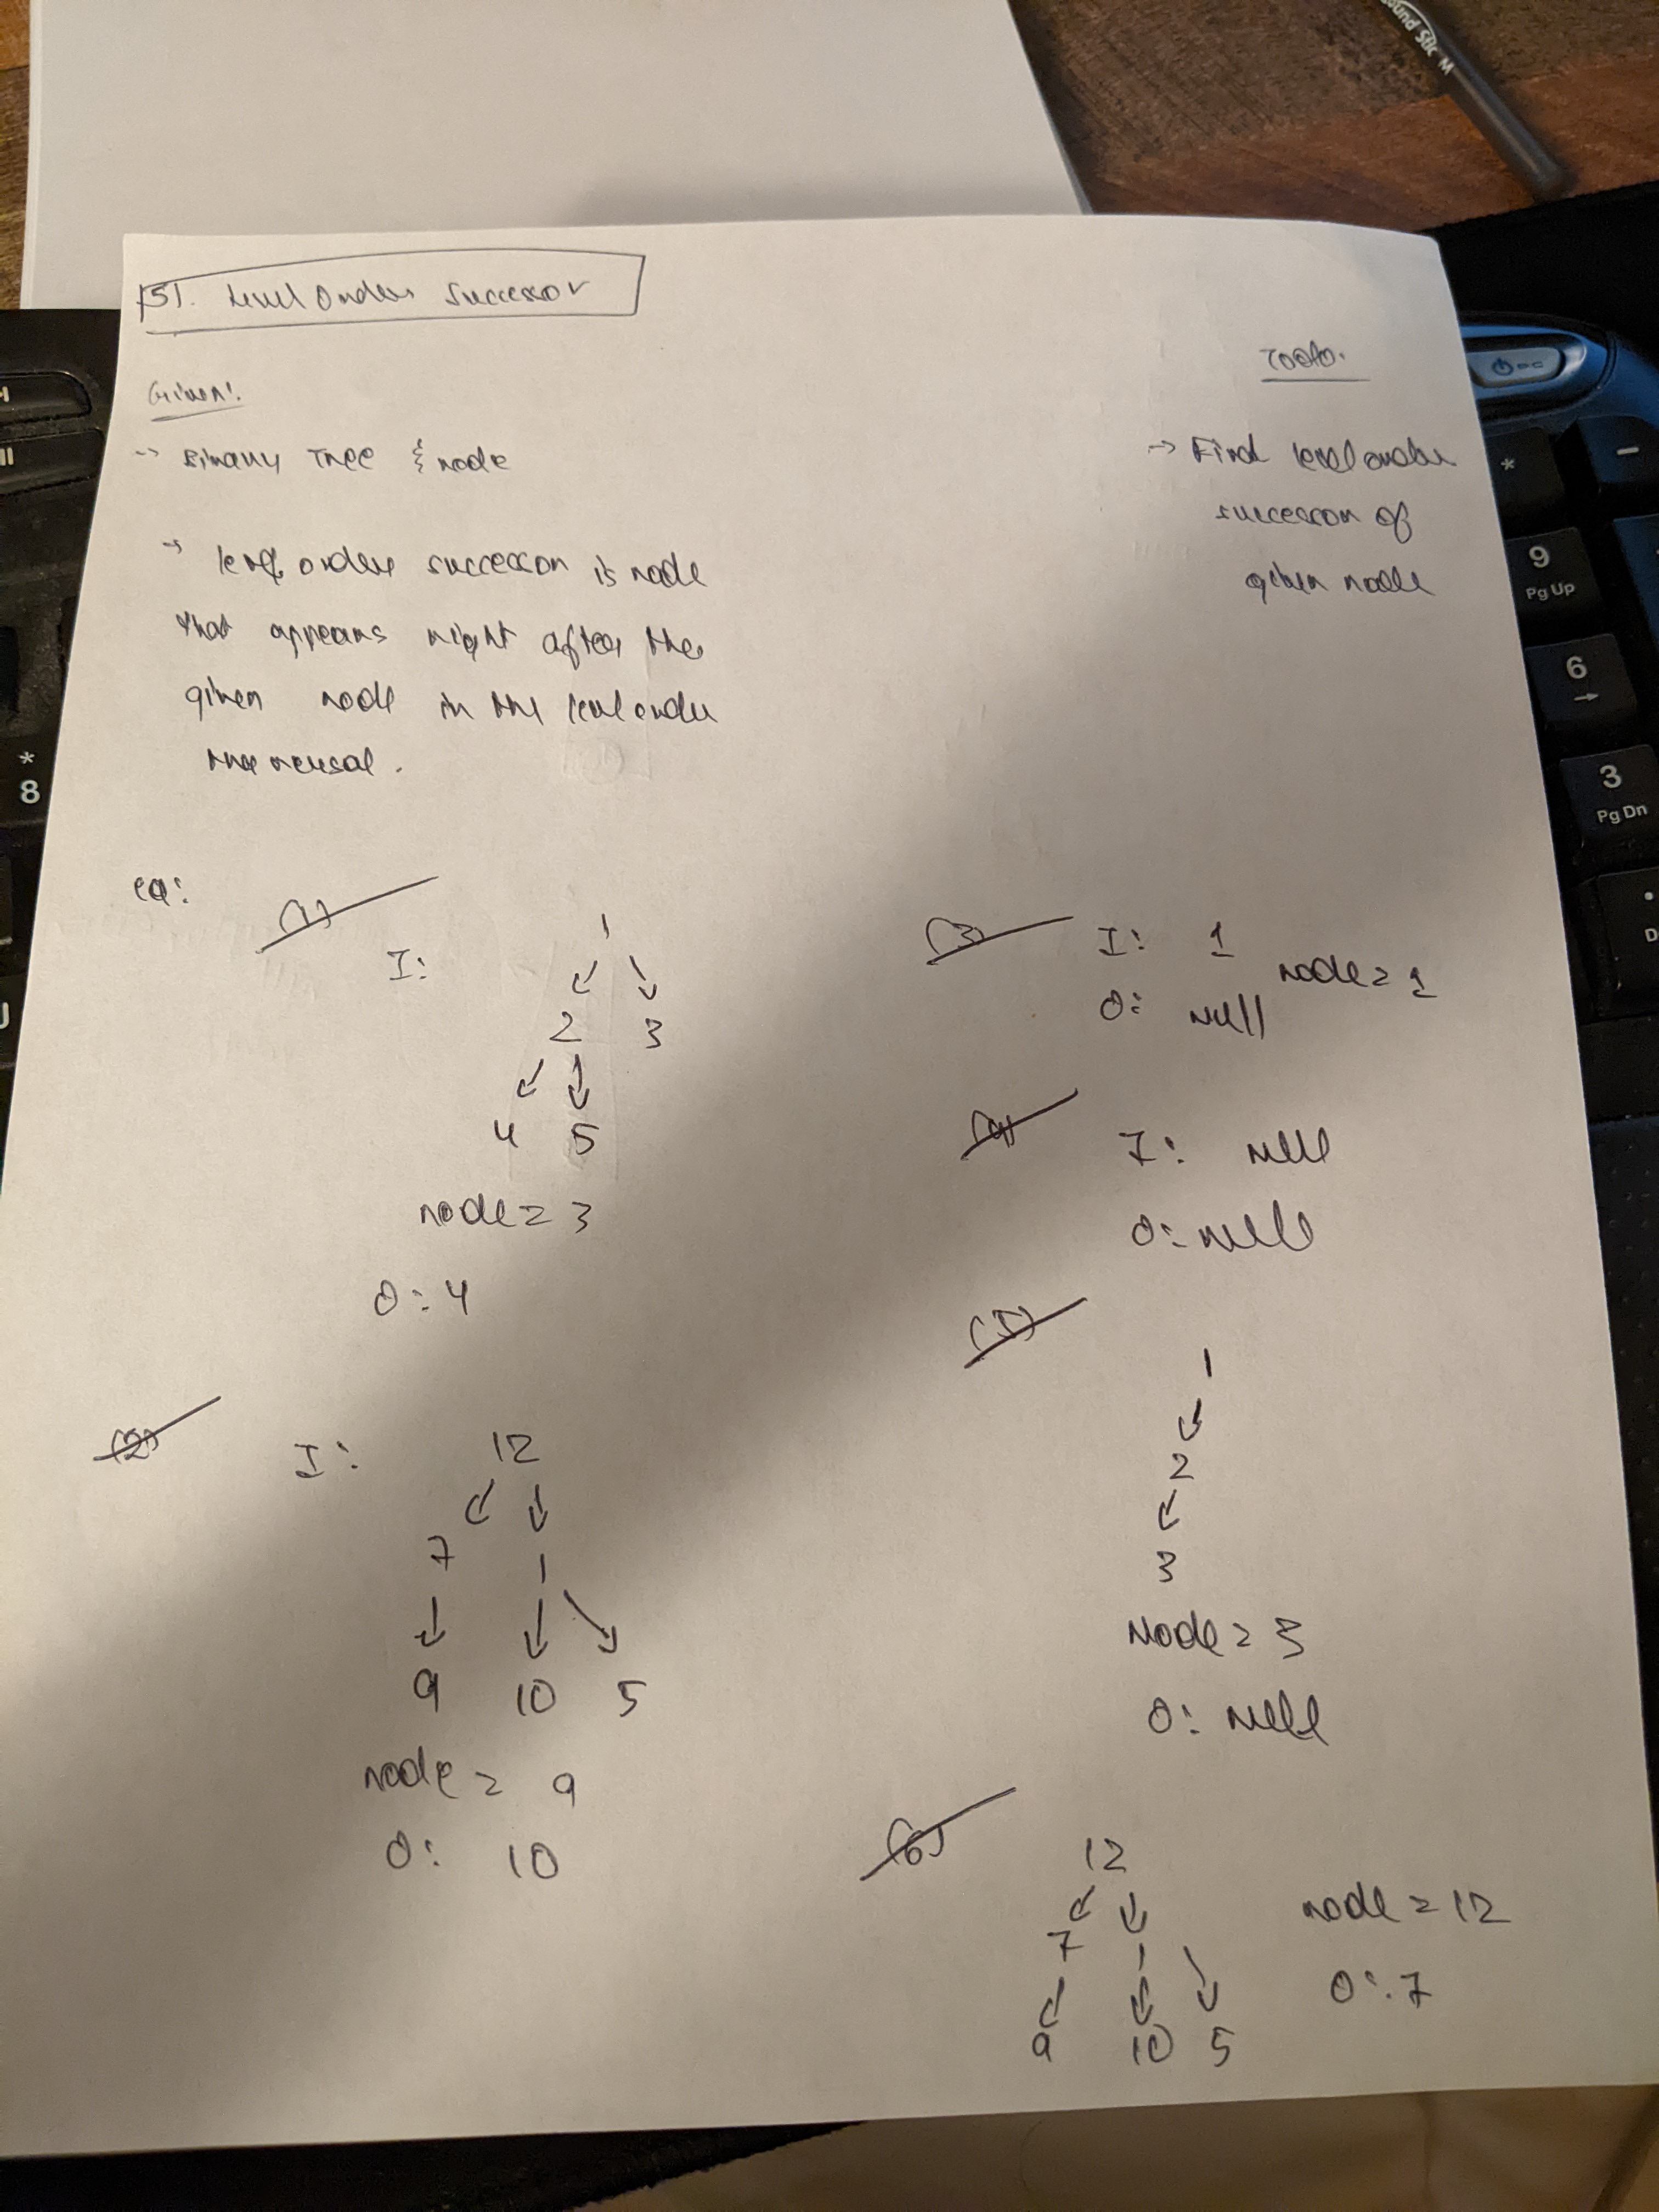 151. Level Order Successor
Given:
→ Binary Tree & node
→ level order successor is node
that appears right after the
given node in the level order
traversal.
Todo.
→ Find level order
successor of
given node
eg:
(1)
I:
1
2 3
4 5
node = 3
O: 4
(2)
I: 12
7 1
9 10 5
node = 9
O: 10
(3) I: 1 node = 1
O: null
(4) I: null
O: null
(5)
1
2
3
Node = 3
O: null
(6)
12
7 1
9 10 5
node = 12
O: 7
ound Stic M
*
8
*
-
9
Pg Up
6
→
3
Pg Dn
.